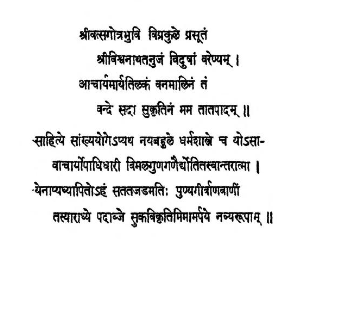 श्रीवत्सगोत्रभुवि विप्रकुले प्रसूतं
श्रीविश्वनाथतनुजं विदुषां वरेण्यम् ।
आचार्यमार्यतिलकं वनमालिनं तं
वन्दे सदा सुकृतिनं मम तातपादम् ॥
साहित्ये सांख्ययोगेऽप्यथ नयबहुले धर्मशास्त्रे च योऽसा-
वाचार्योपाधिधारी विमलगुणगणैर्द्योतितस्वान्तरात्मा ।
येनाप्यध्यापितोऽहं सततजडमतिः पुण्यगीर्वाणवाणीं
तस्याराध्ये पदाब्जे सुकविकृतिमिमामर्पये नव्यरूपाम् ॥